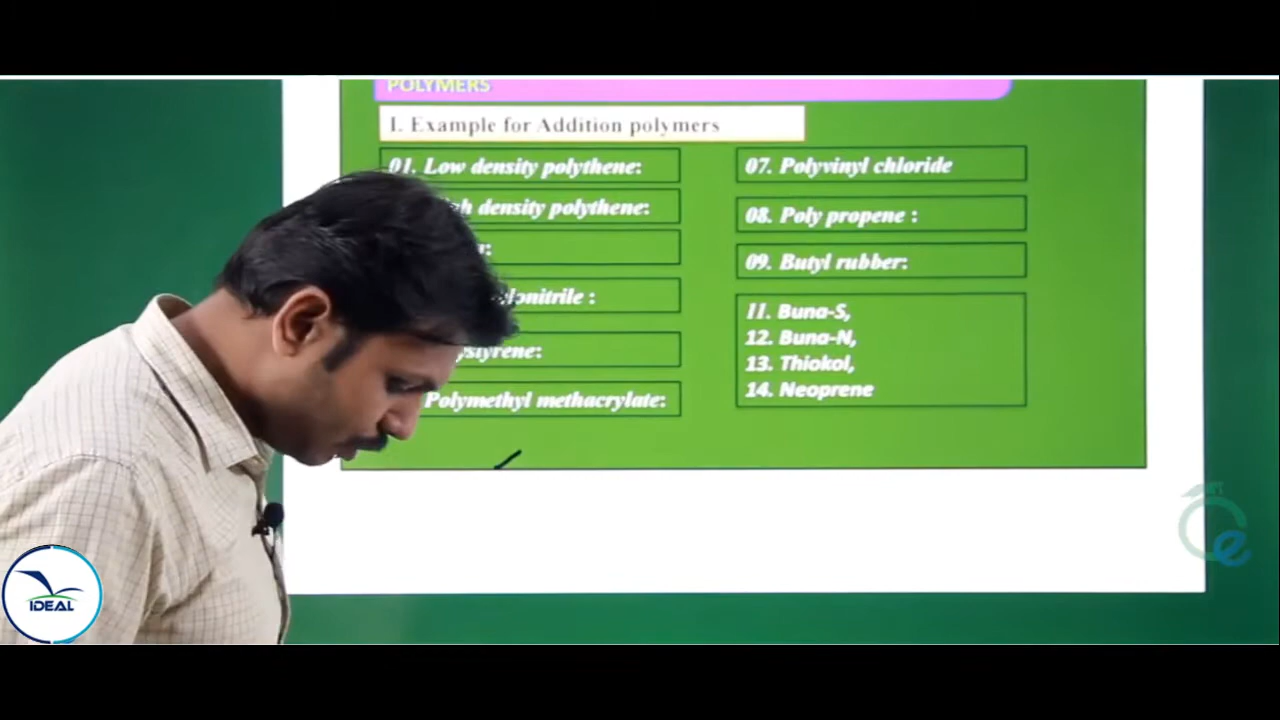 POLYMERS
I. Example for Addition polymers
01. Low density polythene:
density polythene:
Polymethyl methacrylate:
07. Polyvinyl chloride
08. Poly propene :
09. Butyl rubber:
11. Buna-S,
12. Buna-N,
13. Thiokol,
14. Neoprene
IDEAL
e